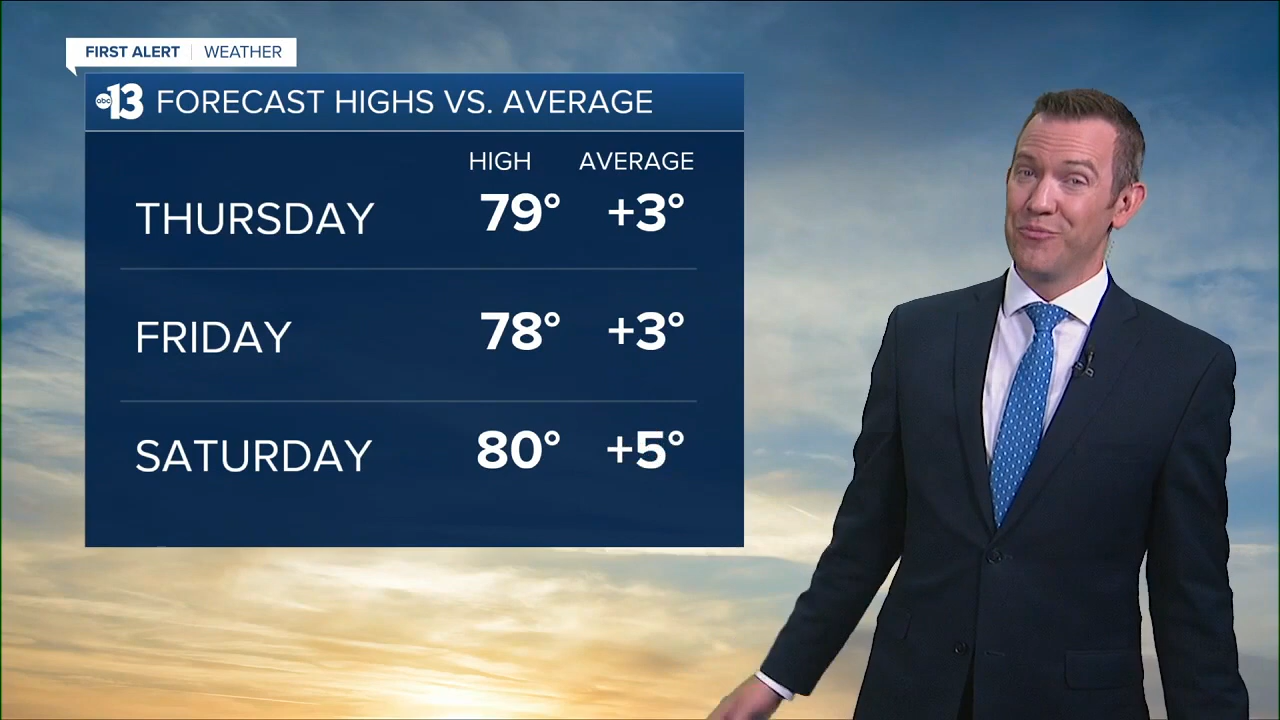 FIRST ALERT | WEATHER
abc 13 FORECAST HIGHS VS. AVERAGE
HIGH AVERAGE
THURSDAY 79° +3°
FRIDAY 78° +3°
SATURDAY 80° +5°